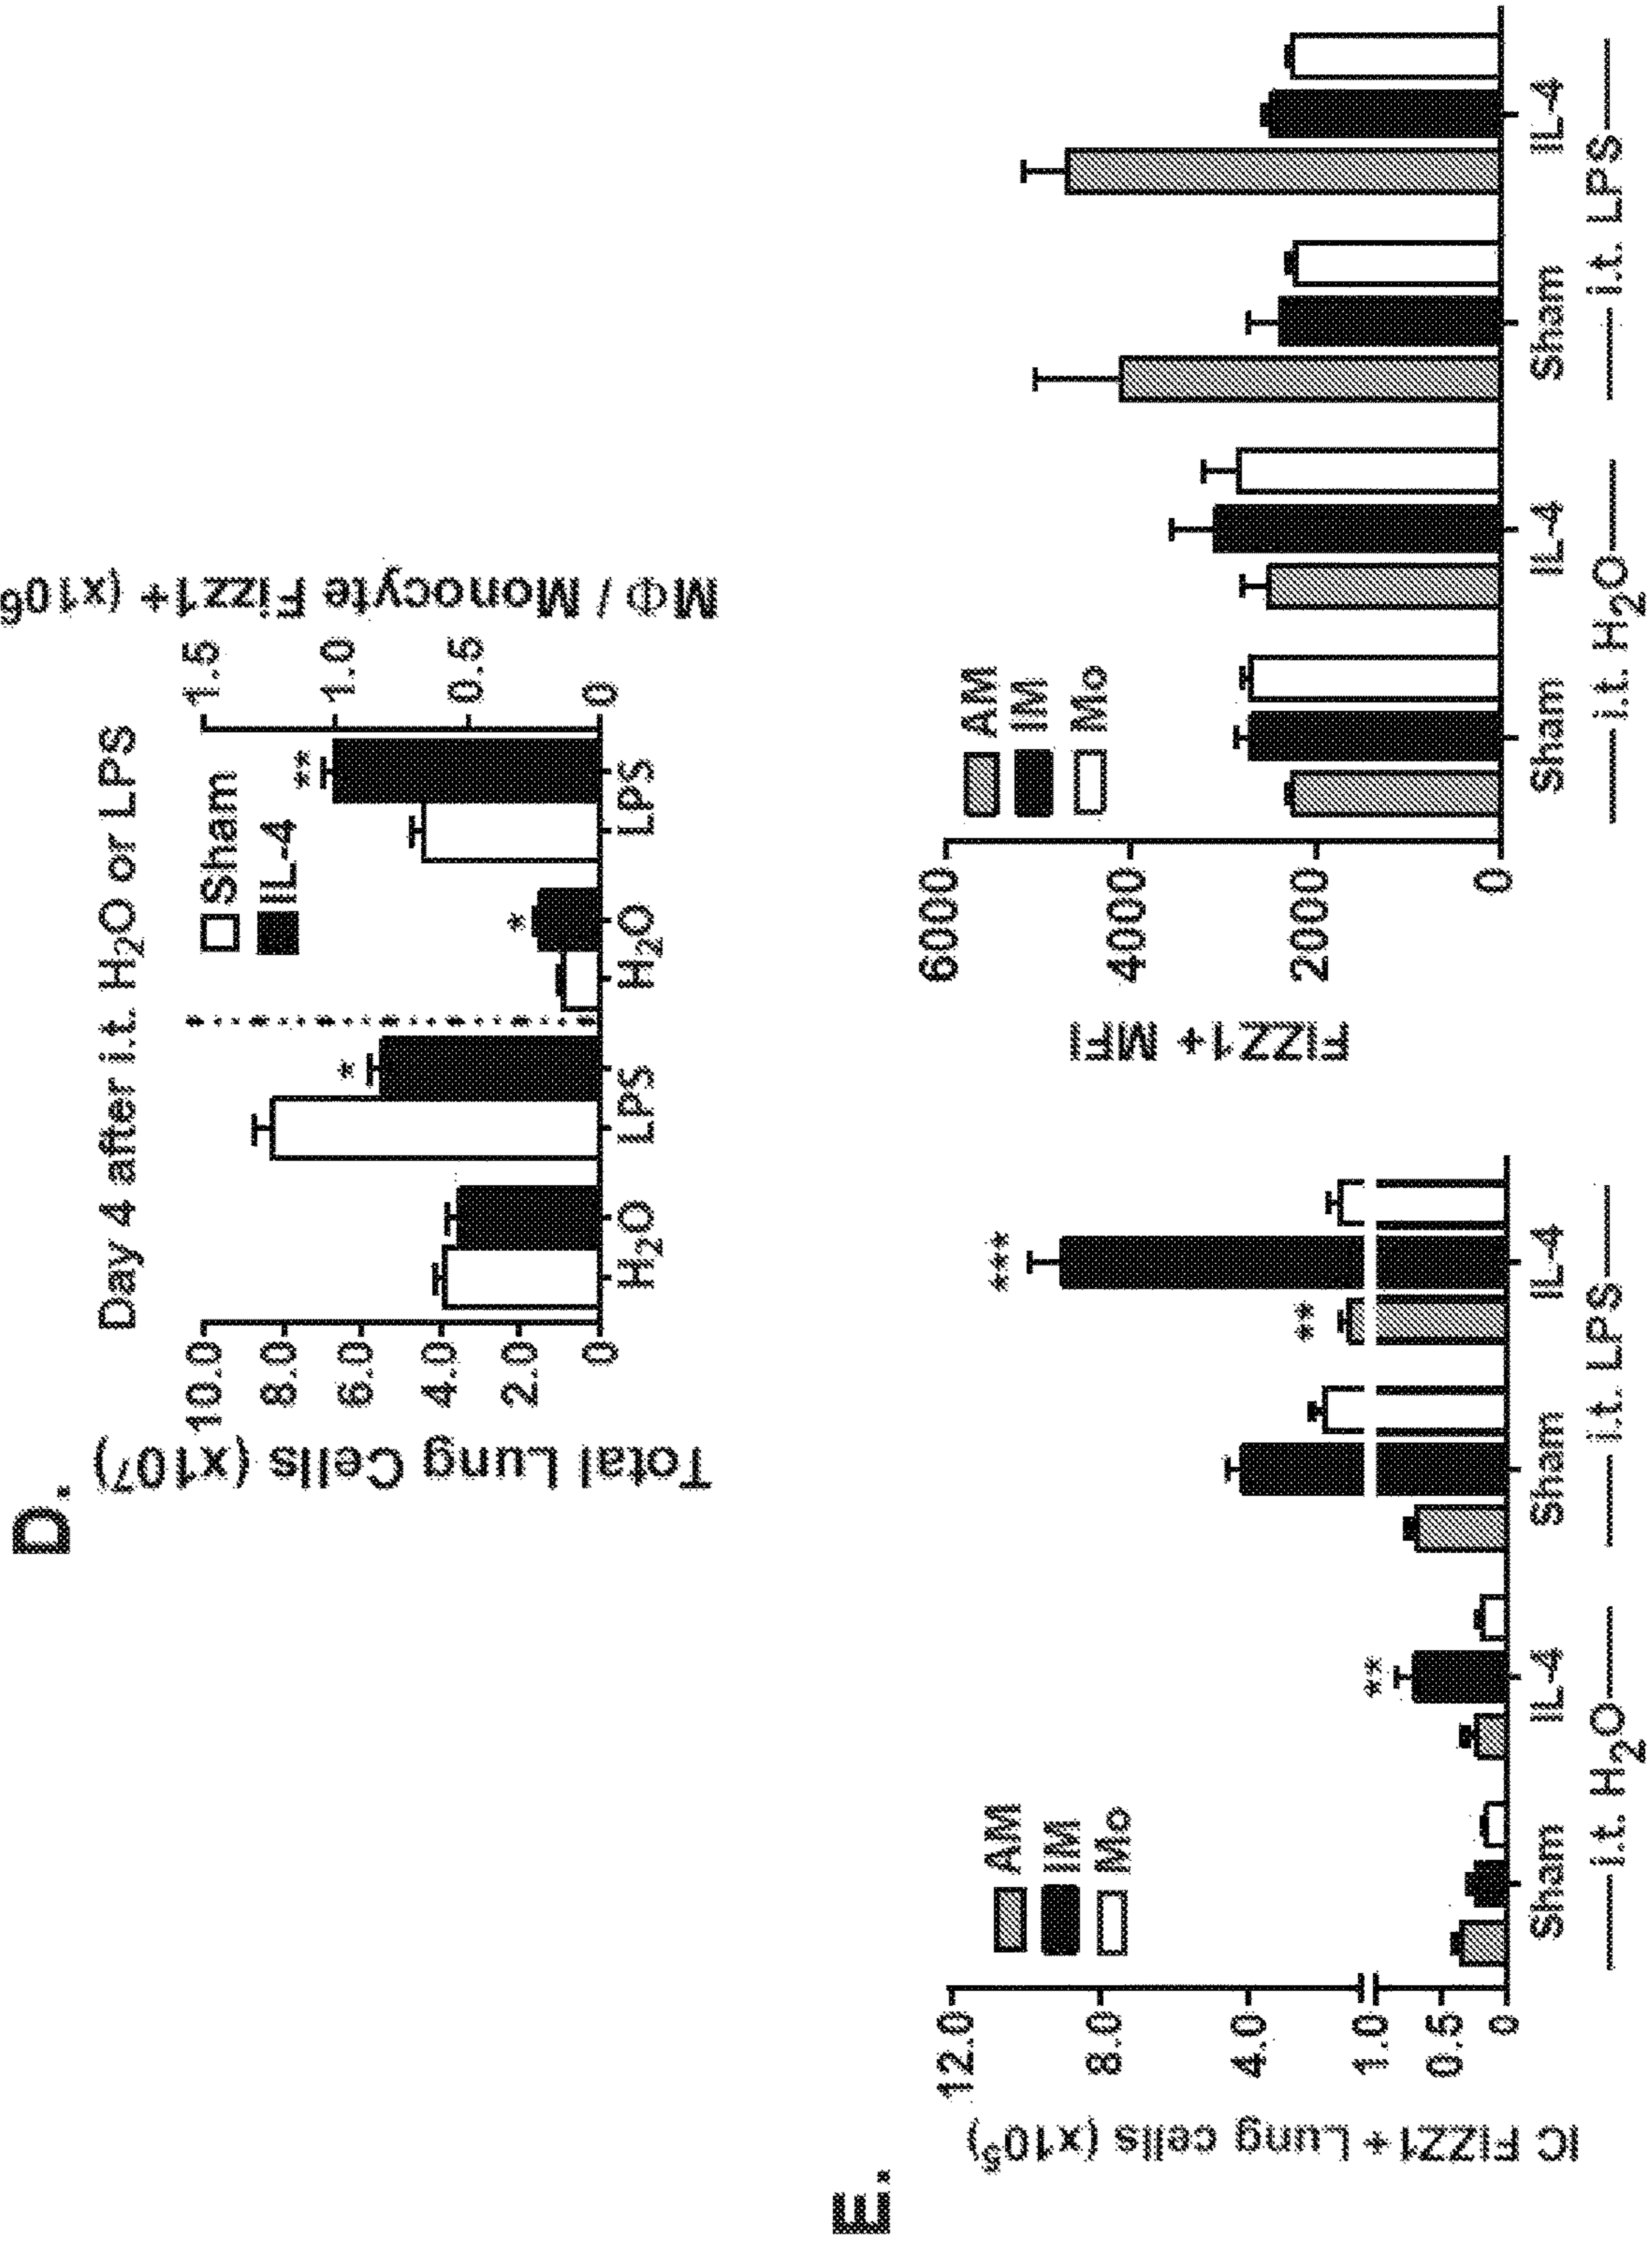 D.
Day 4 after i.t. H₂O or LPS
Total Lung Cells (x10⁷)
10.0
8.0
6.0
4.0
2.0
0
Sham
IL-4
**
*
*
MΦ / Monocyte Fizz1+ (x10⁶
1.5
1.0
0.5
0
H₂O LPS H₂O LPS
E.
IC FIZZ1+ Lung cells (x10⁵)
12.0
8.0
4.0
1.0
0.5
0
AM
IM
Mo
**
**
***
Sham IL-4 Sham IL-4
i.t. H₂O i.t. LPS
FIZZ1+ MFI
6000
4000
2000
0
AM
IM
Mo
Sham IL-4 Sham IL-4
i.t. H₂O i.t. LPS